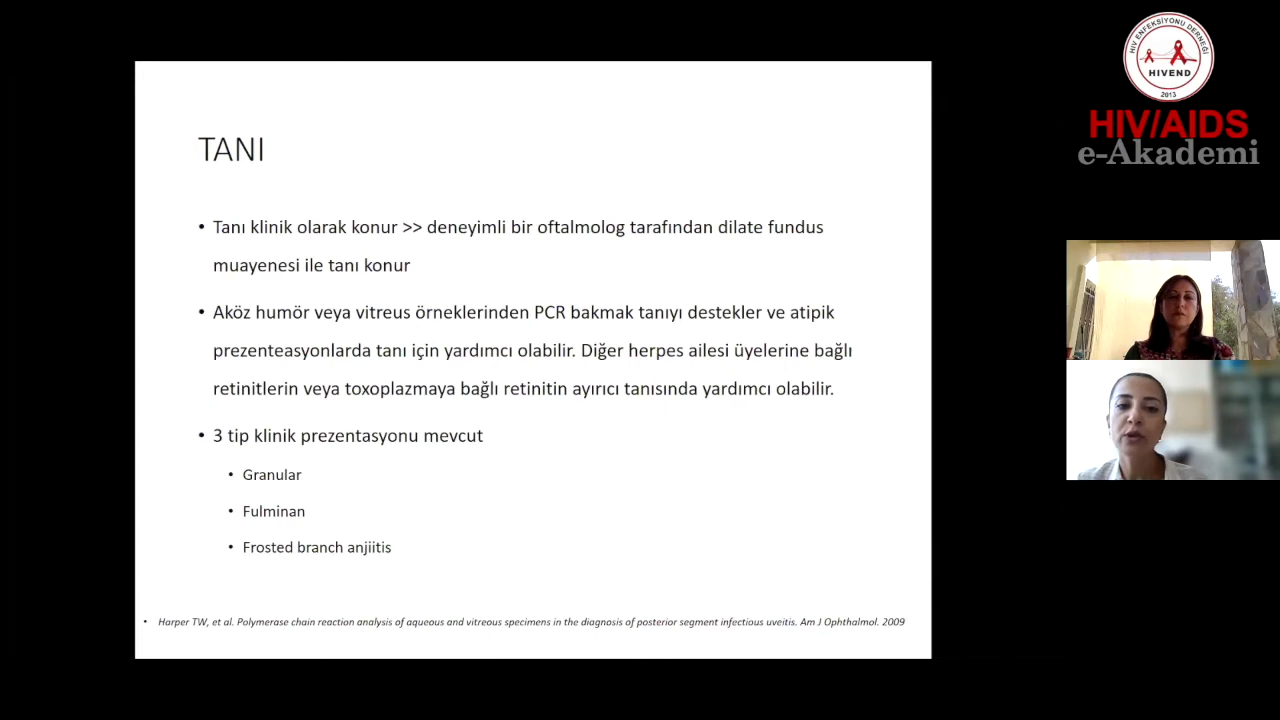 TANI
• Tanı klinik olarak konur >> deneyimli bir oftalmolog tarafından dilate fundus
muayenesi ile tanı konur
• Aköz humör veya vitreus örneklerinden PCR bakmak tanıyı destekler ve atipik
prezenteasyonlarda tanı için yardımcı olabilir. Diğer herpes ailesi üyelerine bağlı
retinitlerin veya toxoplazmaya bağlı retinitin ayırıcı tanısında yardımcı olabilir.
• 3 tip klinik prezentasyonu mevcut
• Granular
• Fulminan
• Frosted branch anjiitis
• Harper TW, et al. Polymerase chain reaction analysis of aqueous and vitreous specimens in the diagnosis of posterior segment infectious uveitis. Am J Ophthalmol. 2009
HIV ENFEKSİYONU DERNEĞİ
HIVEND
2013
HIV/AIDS
e-Akademi